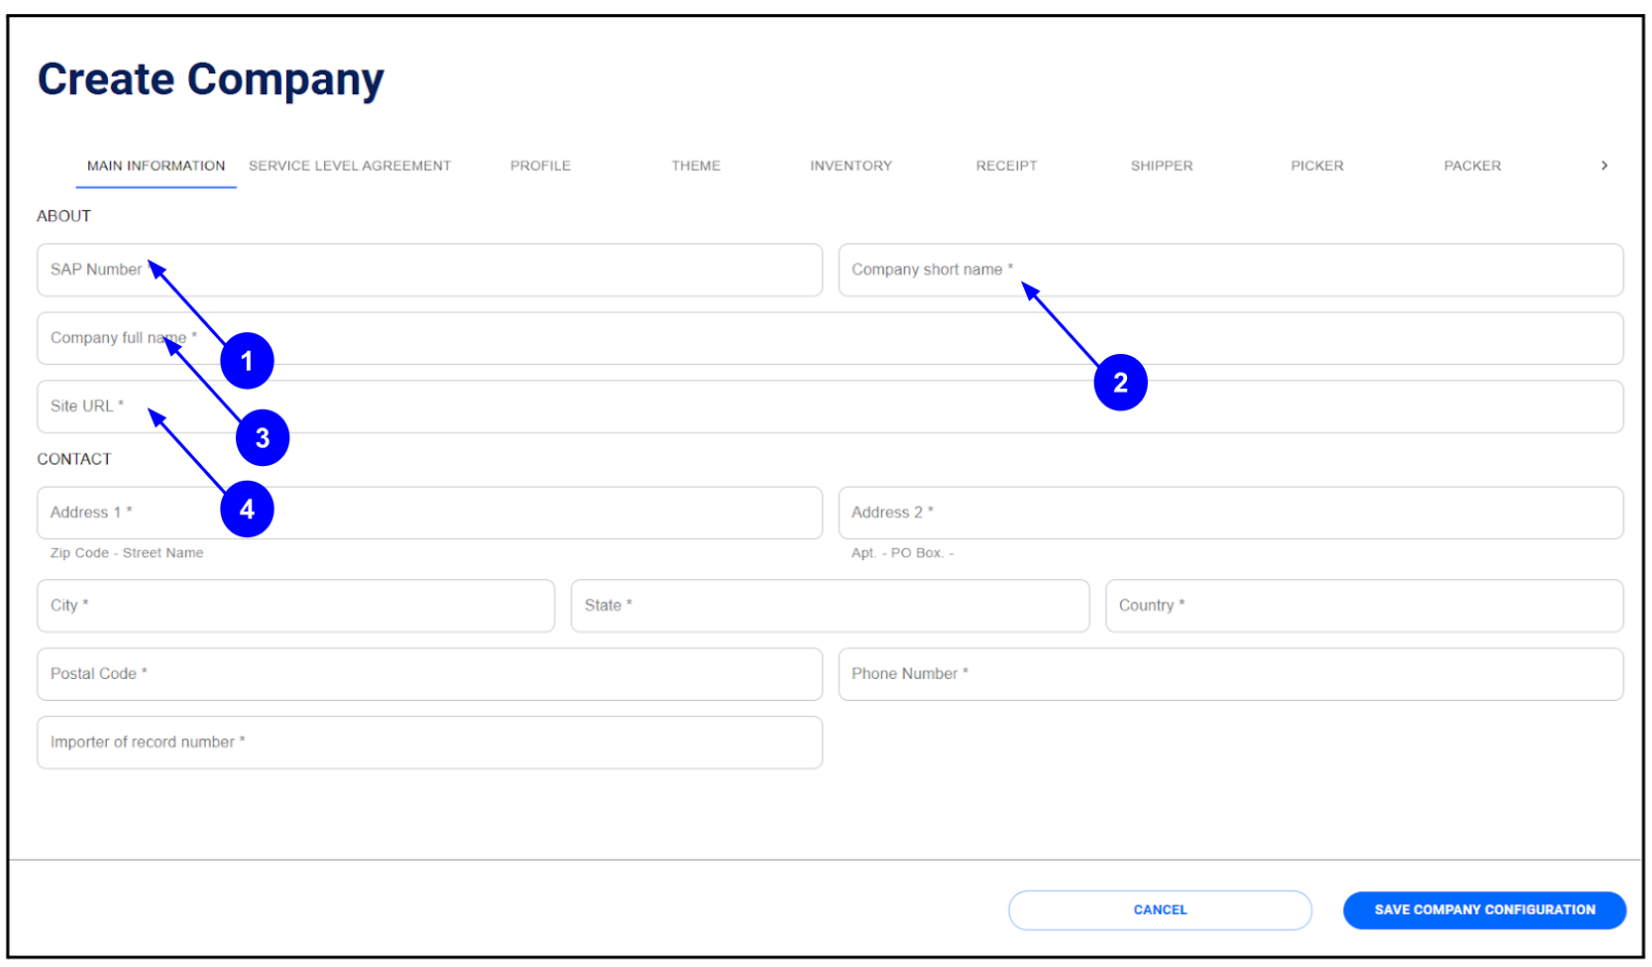 Create Company
MAIN INFORMATION SERVICE LEVEL AGREEMENT PROFILE THEME INVENTORY RECEIPT SHIPPER PICKER PACKER
ABOUT
SAP Number * Company short name *
Company full name *
1
2
Site URL *
3
CONTACT
4
Address 1 * Address 2 *
Zip Code - Street Name Apt. - PO Box. -
City * State * Country *
Postal Code * Phone Number *
Importer of record number *
CANCEL SAVE COMPANY CONFIGURATION